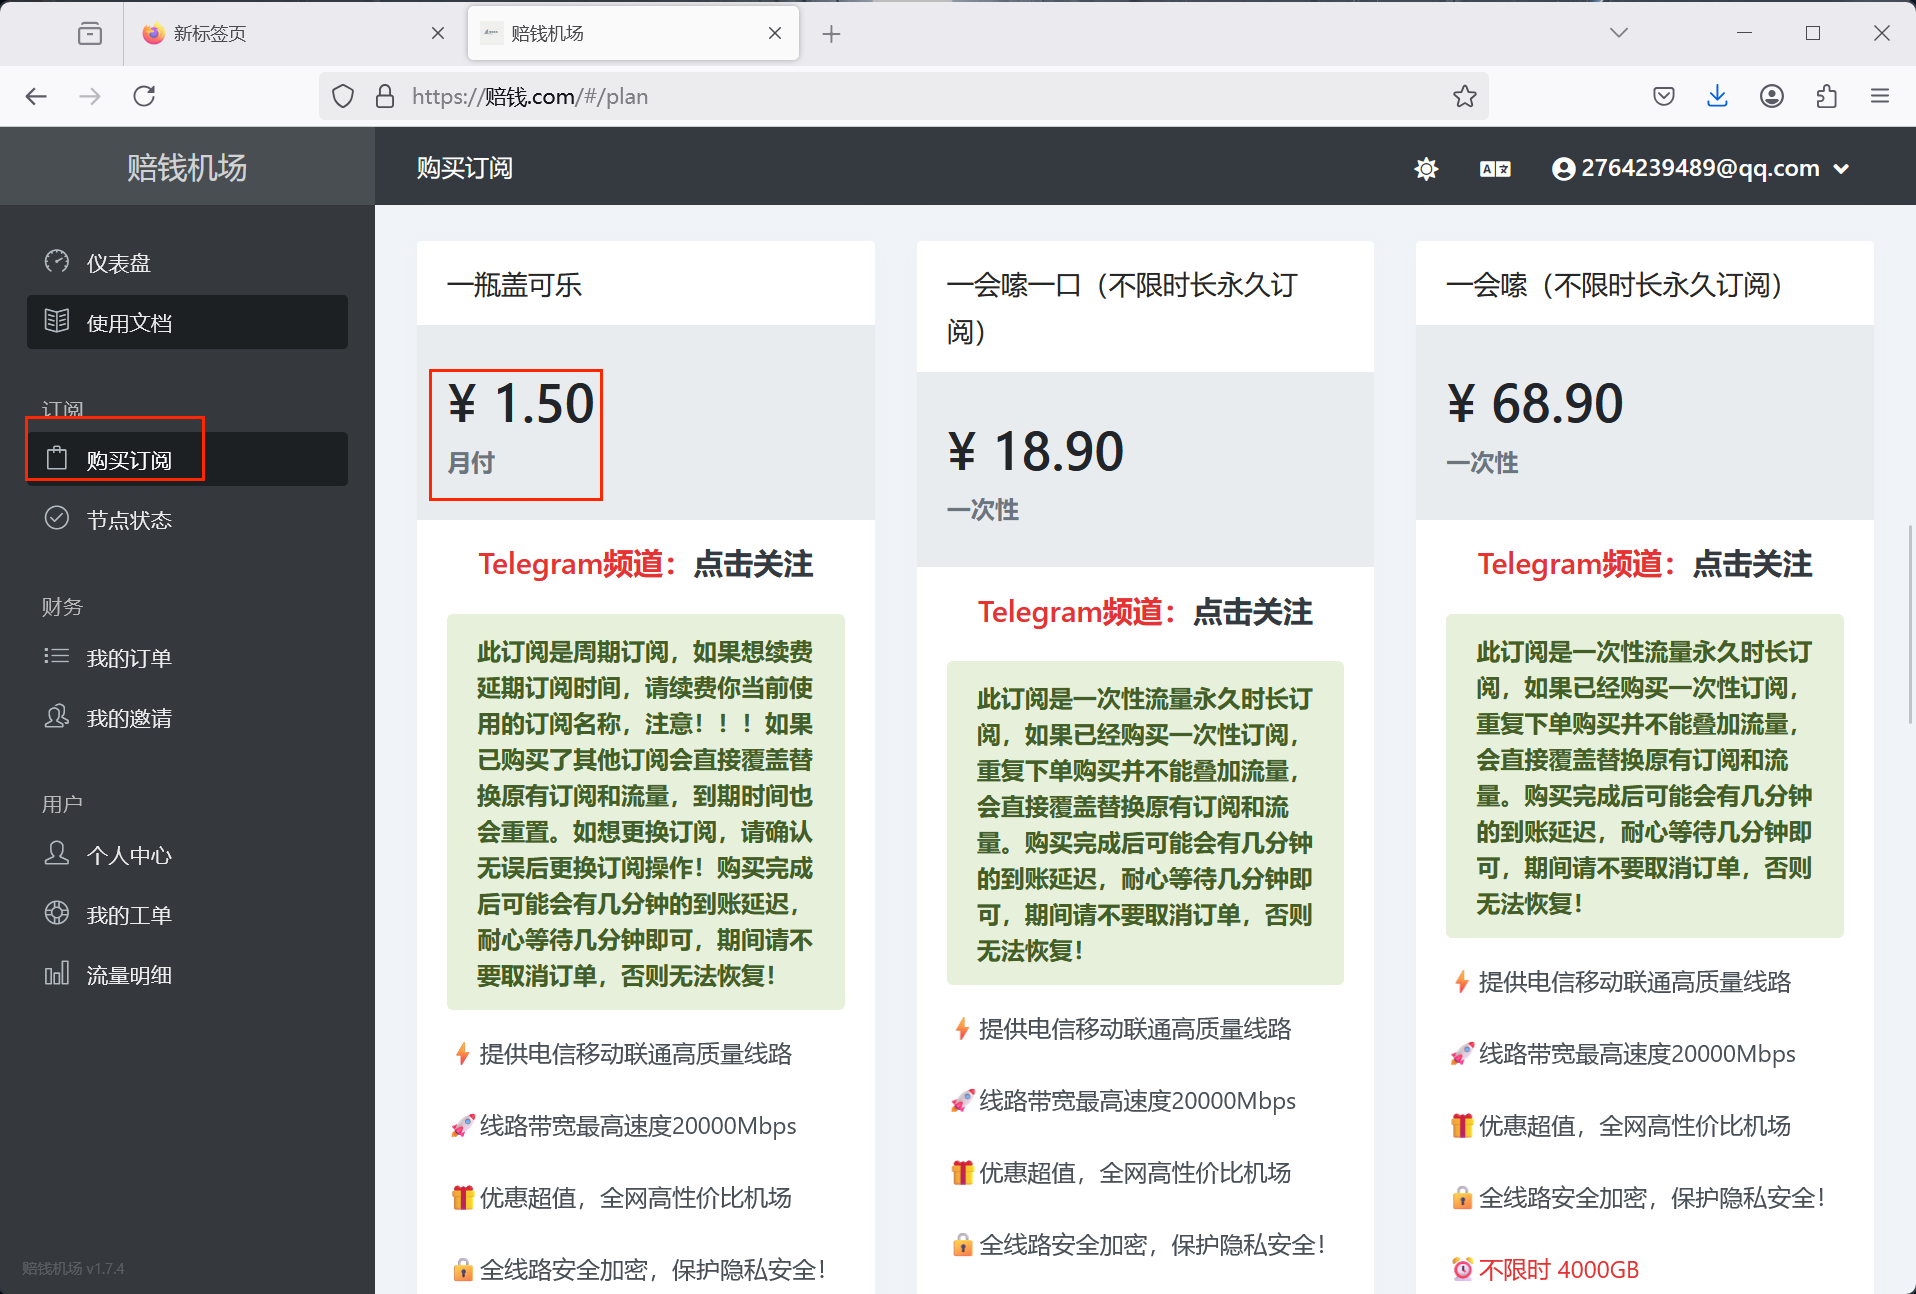 新标签页
赔钱机场
https://赔钱.com/#/plan
赔钱机场
购买订阅
2764239489@qq.com
仪表盘
使用文档
订阅
购买订阅
节点状态
财务
我的订单
我的邀请
用户
个人中心
我的工单
流量明细
赔钱机场 v1.7.4
一瓶盖可乐
¥ 1.50
月付
Telegram频道：点击关注
此订阅是周期订阅，如果想续费
延期订阅时间，请续费你当前使
用的订阅名称，注意！！！如果
已购买了其他订阅会直接覆盖替
换原有订阅和流量，到期时间也
会重置。如想更换订阅，请确认
无误后更换订阅操作！购买完成
后可能会有几分钟的到账延迟，
耐心等待几分钟即可，期间请不
要取消订单，否则无法恢复！
⚡提供电信移动联通高质量线路
🚀线路带宽最高速度20000Mbps
🎁优惠超值，全网高性价比机场
🔒全线路安全加密，保护隐私安全！
一会嗦一口（不限时长永久订
阅）
¥ 18.90
一次性
Telegram频道：点击关注
此订阅是一次性流量永久时长订
阅，如果已经购买一次性订阅，
重复下单购买并不能叠加流量，
会直接覆盖替换原有订阅和流
量。购买完成后可能会有几分钟
的到账延迟，耐心等待几分钟即
可，期间请不要取消订单，否则
无法恢复！
⚡提供电信移动联通高质量线路
🚀线路带宽最高速度20000Mbps
🎁优惠超值，全网高性价比机场
🔒全线路安全加密，保护隐私安全！
一会嗦（不限时长永久订阅）
¥ 68.90
一次性
Telegram频道：点击关注
此订阅是一次性流量永久时长订
阅，如果已经购买一次性订阅，
重复下单购买并不能叠加流量，
会直接覆盖替换原有订阅和流
量。购买完成后可能会有几分钟
的到账延迟，耐心等待几分钟即
可，期间请不要取消订单，否则
无法恢复！
⚡提供电信移动联通高质量线路
🚀线路带宽最高速度20000Mbps
🎁优惠超值，全网高性价比机场
🔒全线路安全加密，保护隐私安全！
⏰不限时 4000GB